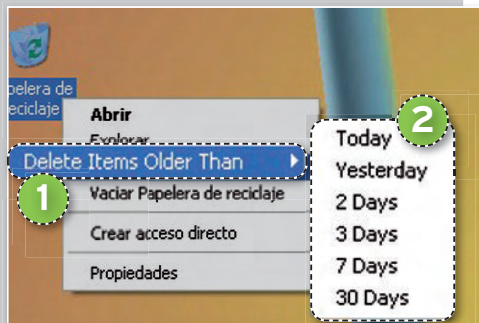 pelera de
eciclaje
Abrir
Explorar
Delete Items Older Than
Vaciar Papelera de reciclaje
Crear acceso directo
Propiedades
1
2
Today
Yesterday
2 Days
3 Days
7 Days
30 Days